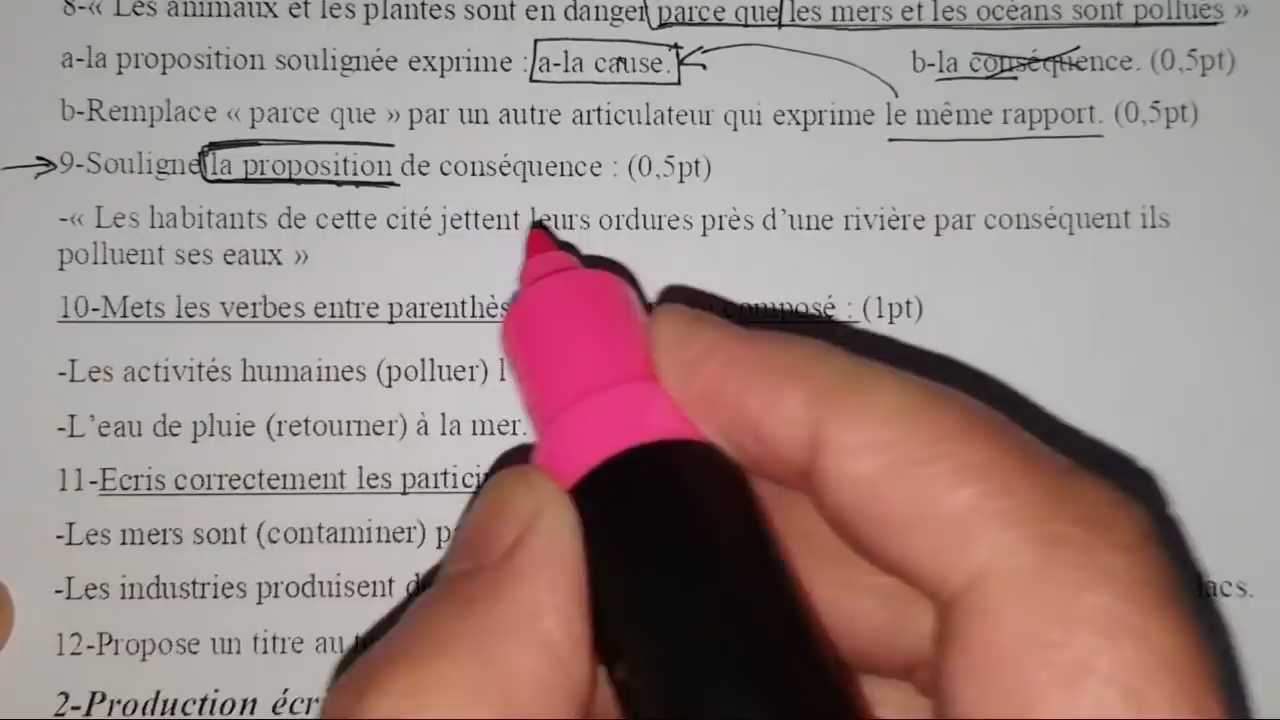 8-« Les animaux et les plantes sont en danger parce que les mers et les océans sont pollués »
a-la proposition soulignée exprime : a-la cause. b-la conséquence. (0,5pt)
b-Remplace « parce que » par un autre articulateur qui exprime le même rapport. (0,5pt)
9-Souligne la proposition de conséquence : (0,5pt)
-« Les habitants de cette cité jettent leurs ordures près d’une rivière par conséquent ils
polluent ses eaux »
10-Mets les verbes entre composé : (1pt)
-Les activités humaines (polluer)
-L’eau de pluie (retourner) à la mer.
11-Ecris correctement les
-Les mers sont (contaminer)
-Les industries produisent lacs.
12-Propose un titre au
2-Production